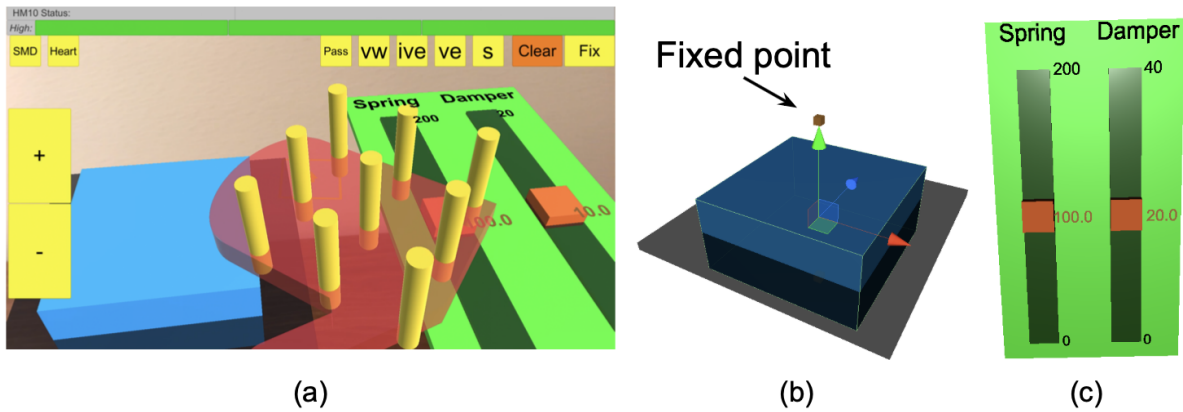 HM10 Status:
High:
SMD Heart Pass vw ive ve s Clear Fix
+
-
Spring Damper
200 20
100.0 10.0
(a)
Fixed point
(b)
Spring Damper
200 40
100.0 20.0
0 0
(c)